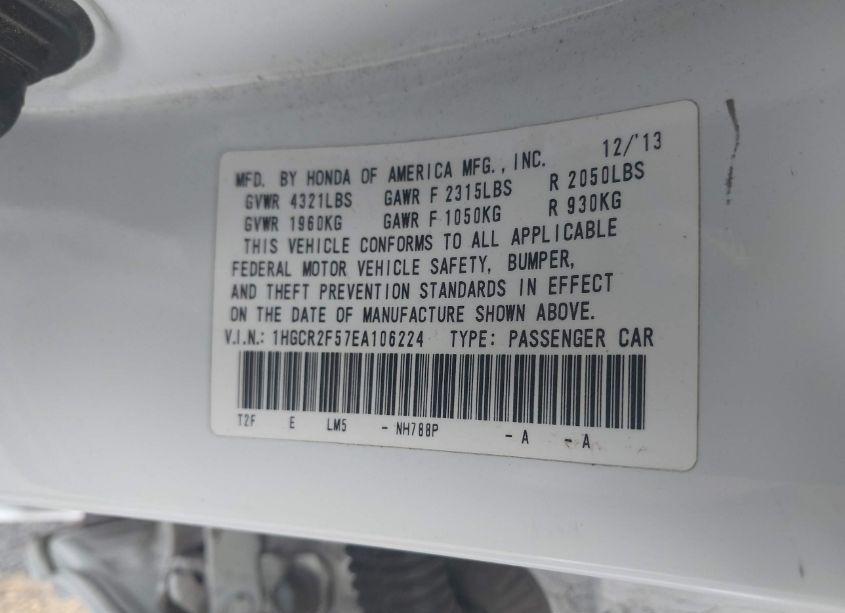 MFD. BY HONDA OF AMERICA MFG., INC. 12/'13
GVWR 4321LBS GAWR F 2315LBS R 2050LBS
GVWR 1960KG GAWR F 1050KG R 930KG
THIS VEHICLE CONFORMS TO ALL APPLICABLE
FEDERAL MOTOR VEHICLE SAFETY, BUMPER,
AND THEFT PREVENTION STANDARDS IN EFFECT
ON THE DATE OF MANUFACTURE SHOWN ABOVE.
V.I.N.: 1HGCR2F57EA106224 TYPE: PASSENGER CAR
T2F E LM5 - NH788P - A - A